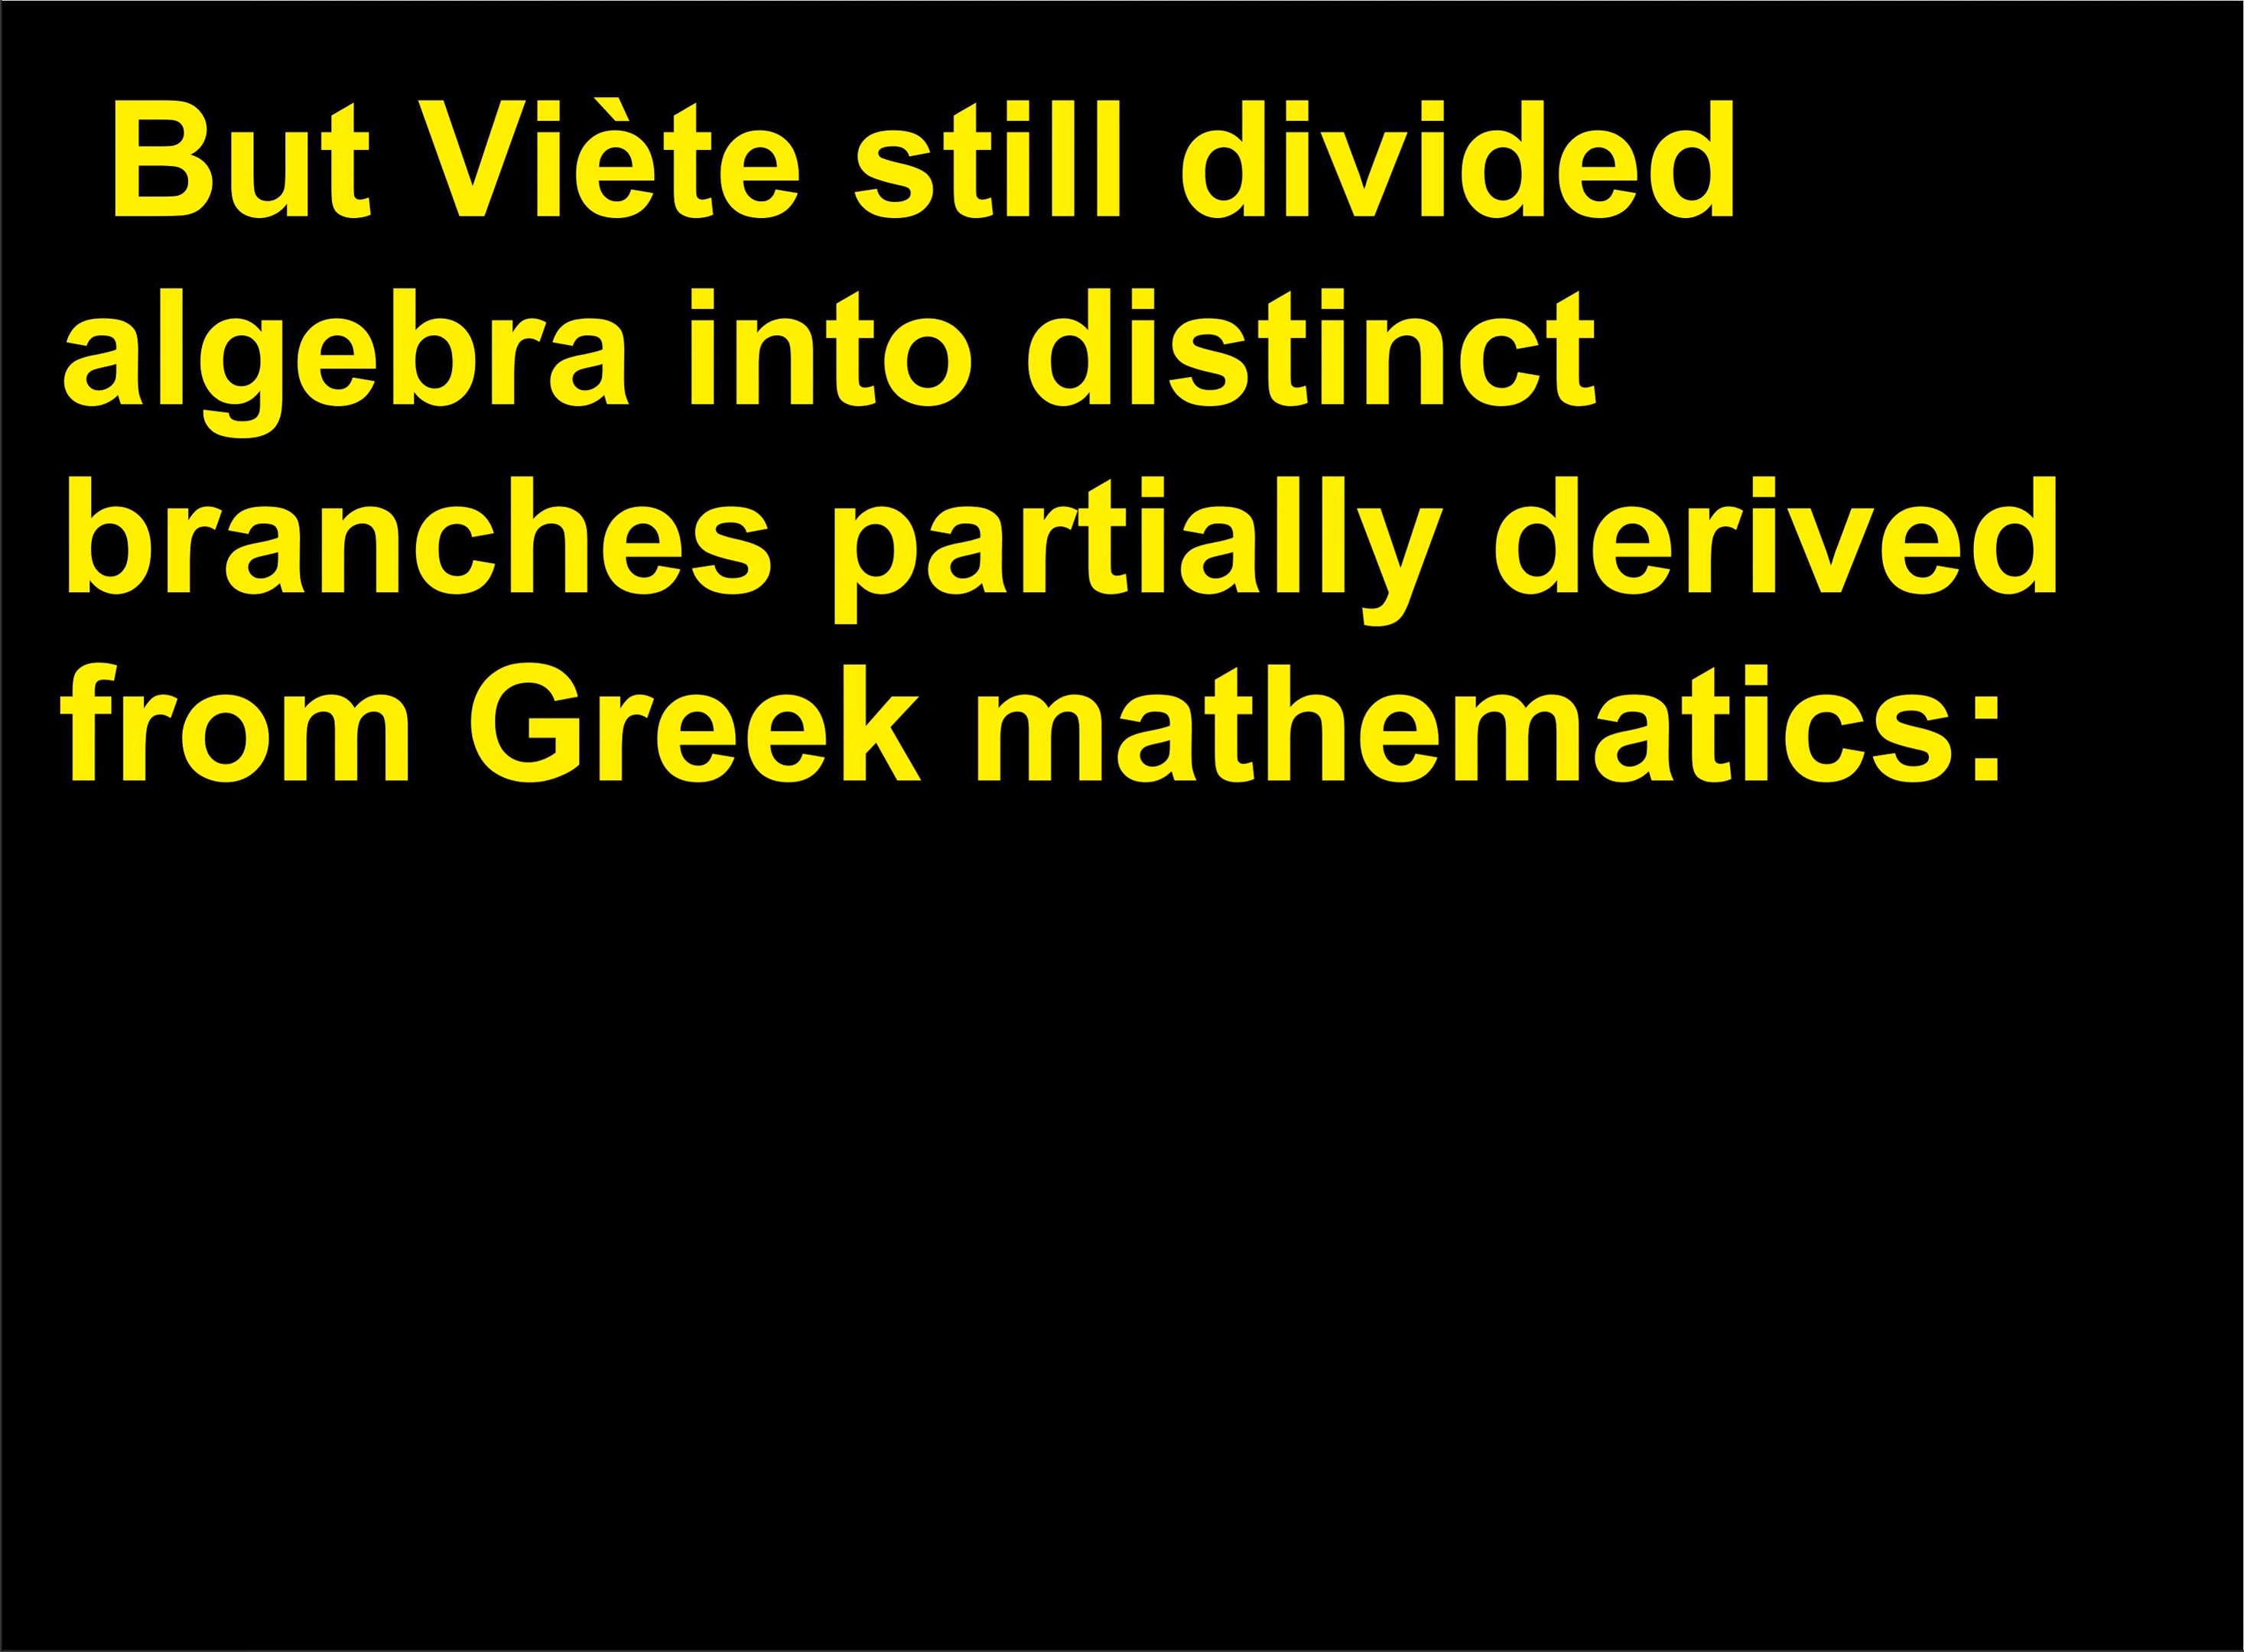 But Viète still divided
algebra into distinct
branches partially derived
from Greek mathematics: